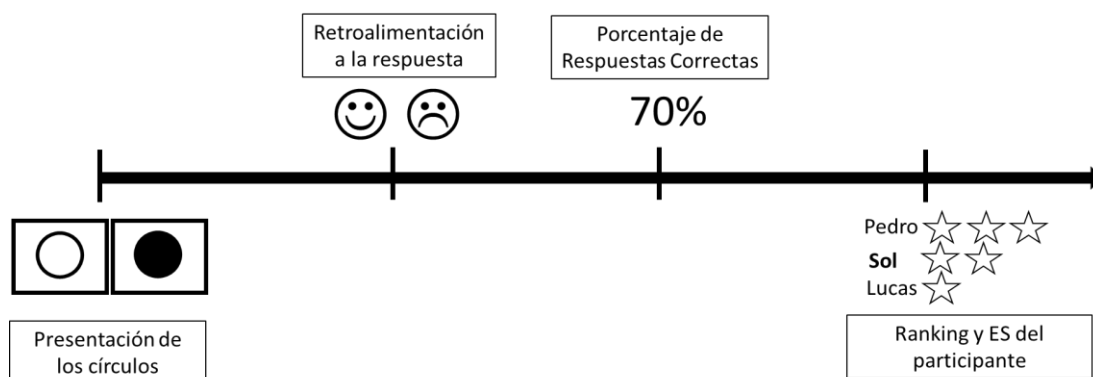 Retroalimentación
a la respuesta
Porcentaje de
Respuestas Correctas
70%
Pedro
Sol
Lucas
Presentación de
los círculos
Ranking y ES del
participante